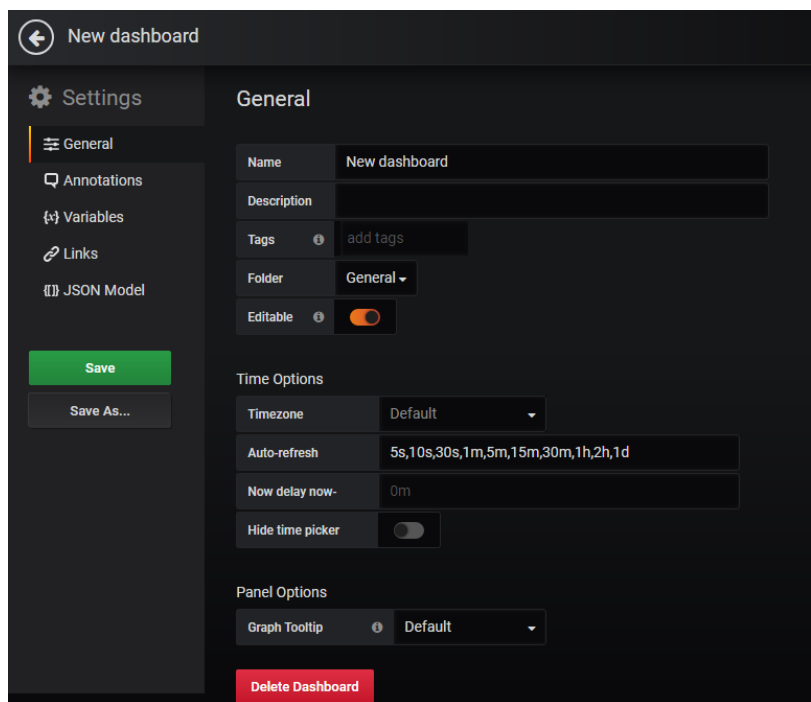 New dashboard
Settings
General
Annotations
{x} Variables
Links
{[]} JSON Model
Save
Save As...
General
Name New dashboard
Description
Tags add tags
Folder General
Editable
Time Options
Timezone Default
Auto-refresh 5s,10s,30s,1m,5m,15m,30m,1h,2h,1d
Now delay now- 0m
Hide time picker
Panel Options
Graph Tooltip Default
Delete Dashboard